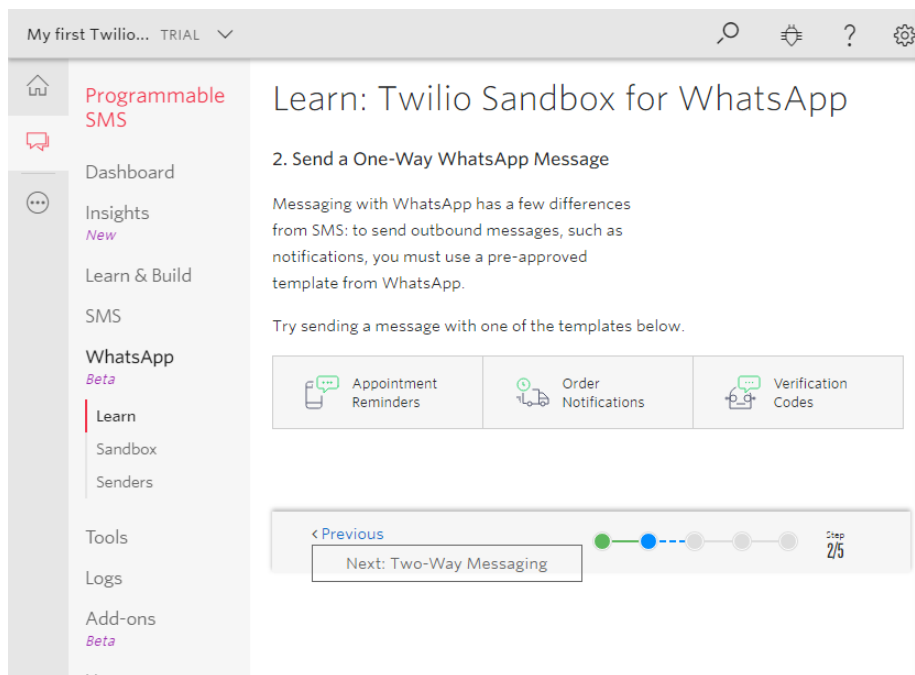 My first Twilio... TRIAL
?
Programmable
SMS
Dashboard
Insights
New
Learn & Build
SMS
WhatsApp
Beta
Learn
Sandbox
Senders
Tools
Logs
Add-ons
Beta
Learn: Twilio Sandbox for WhatsApp
2. Send a One-Way WhatsApp Message
Messaging with WhatsApp has a few differences
from SMS: to send outbound messages, such as
notifications, you must use a pre-approved
template from WhatsApp.
Try sending a message with one of the templates below.
Appointment
Reminders
Order
Notifications
Verification
Codes
< Previous
Next: Two-Way Messaging
Step
2/5